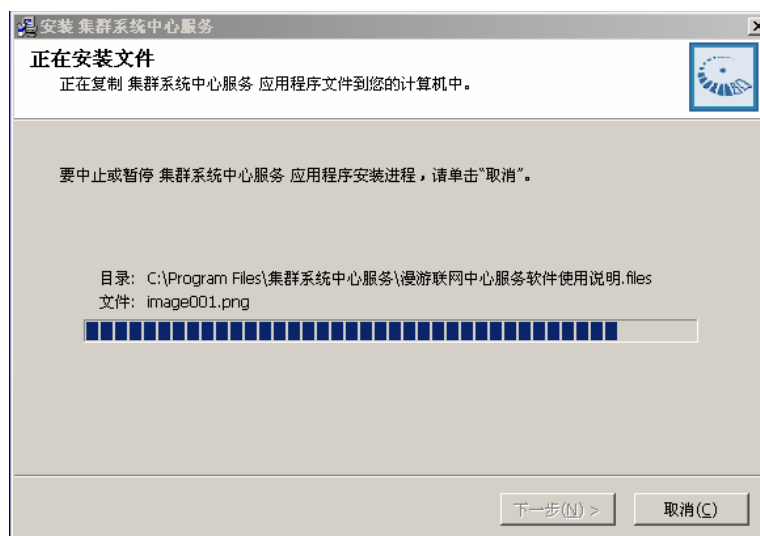 安装 集群系统中心服务
正在安装文件
正在复制 集群系统中心服务 应用程序文件到您的计算机中。
要中止或暂停 集群系统中心服务 应用程序安装进程，请单击“取消”。
目录: C:\Program Files\集群系统中心服务\漫游联网中心服务软件使用说明.files
文件: image001.png
下一步(N) >
取消(C)